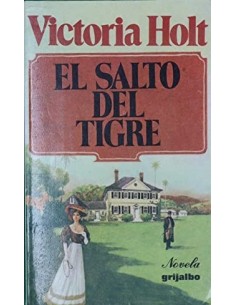 Victoria Holt
EL SALTO
DEL
TIGRE
Novela
grijalbo